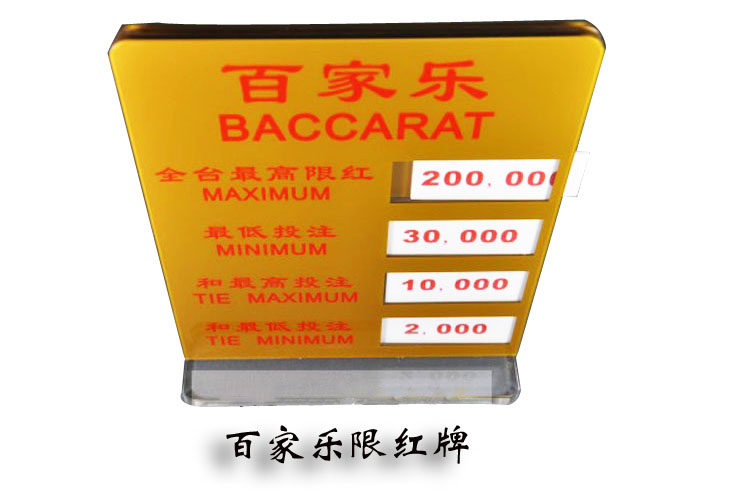 百家乐
BACCARAT
全台最高限红
MAXIMUM
200,000
最低投注
MINIMUM
30,000
和最高投注
TIE MAXIMUM
10,000
和最低投注
TIE MINIMUM
2,000
百家乐限红牌